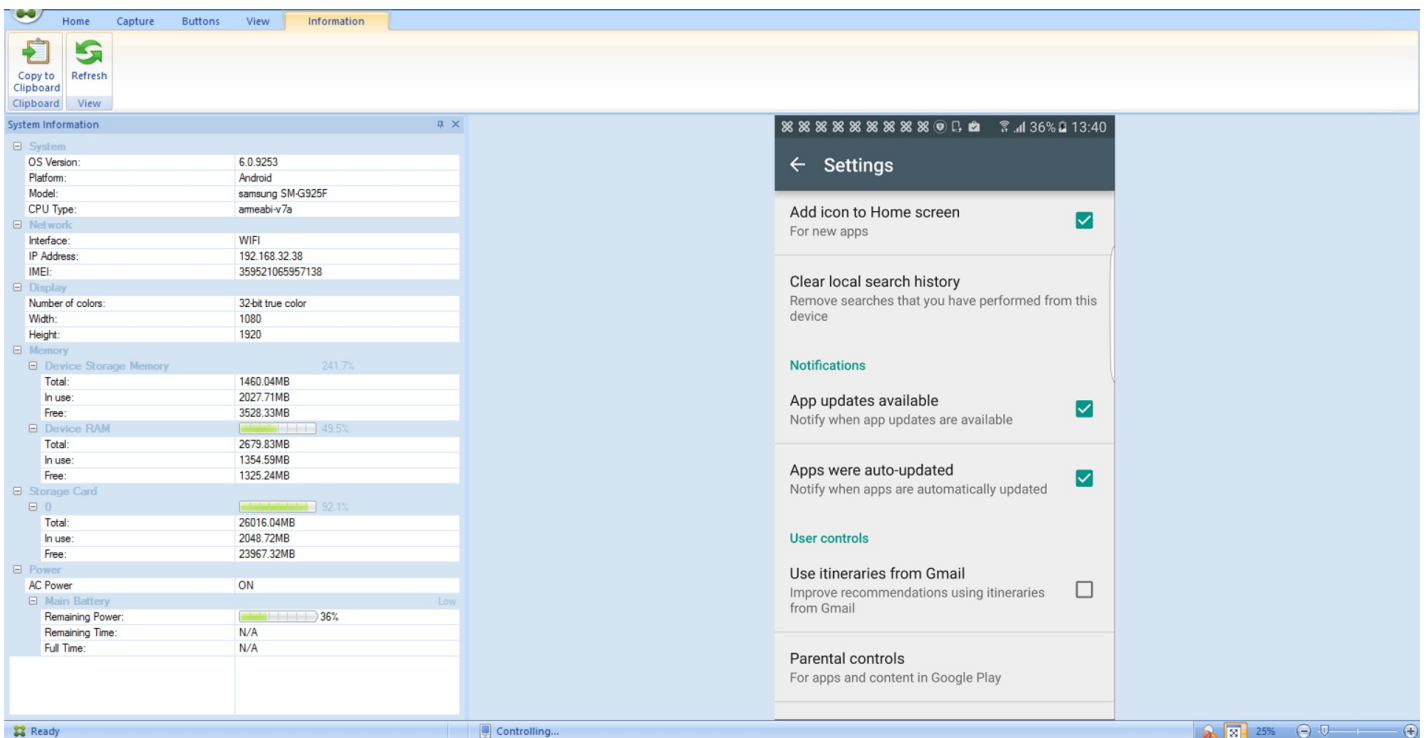 Home Capture Buttons View Information
Copy to Clipboard
Refresh
Clipboard View
System Information
System
OS Version: 6.0.9253
Platform: Android
Model: samsung SM-G925F
CPU Type: armeabi-v7a
Network
Interface: WIFI
IP Address: 192.168.32.38
IMEI: 359521065957138
Display
Number of colors: 32-bit true color
Width: 1080
Height: 1920
Memory
Device Storage Memory 241.7%
Total: 1460.04MB
In use: 2027.71MB
Free: 3528.33MB
Device RAM 49.5%
Total: 2679.83MB
In use: 1354.59MB
Free: 1325.24MB
Storage Card
0 92.1%
Total: 26016.04MB
In use: 2048.72MB
Free: 23967.32MB
Power
AC Power ON
Main Battery Low
Remaining Power: 36%
Remaining Time: N/A
Full Time: N/A
36% 13:40
Settings
Add icon to Home screen
For new apps
Clear local search history
Remove searches that you have performed from this
device
Notifications
App updates available
Notify when app updates are available
Apps were auto-updated
Notify when apps are automatically updated
User controls
Use itineraries from Gmail
Improve recommendations using itineraries
from Gmail
Parental controls
For apps and content in Google Play
Ready
Controlling...
25%